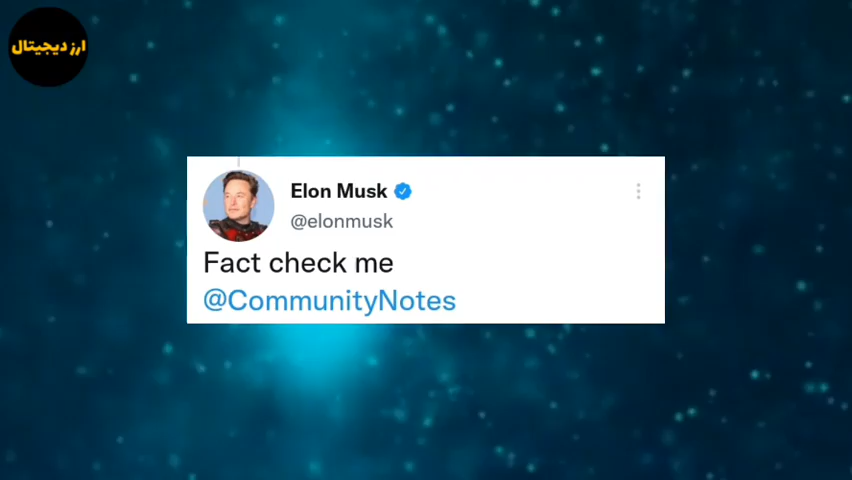 ارز دیجیتال
Elon Musk
@elonmusk
Fact check me
@CommunityNotes